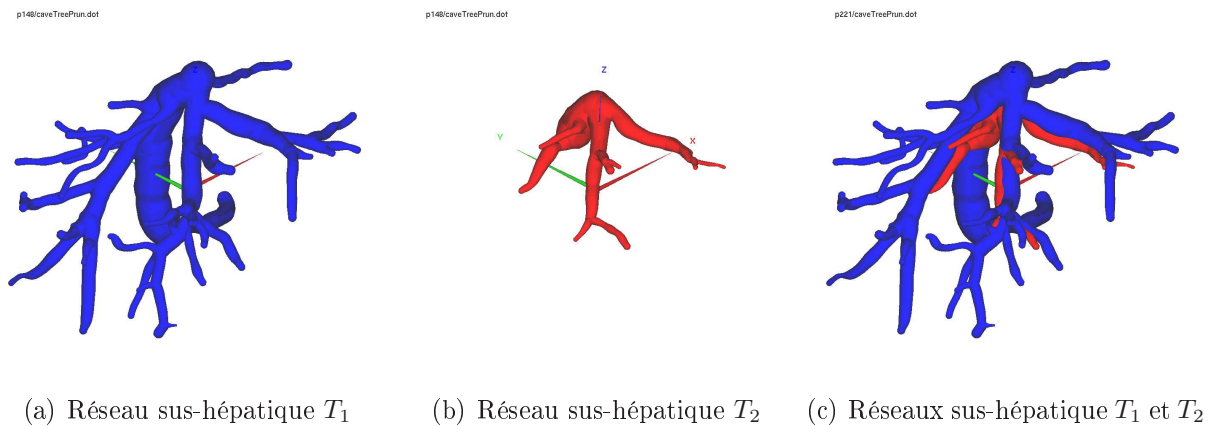 p148/caveTreePrun.dot
p148/caveTreePrun.dot
p221/caveTreePrun.dot
Z
Z
Z
Y
X
(a) Réseau sus-hépatique T₁
(b) Réseau sus-hépatique T₂
(c) Réseaux sus-hépatique T₁ et T₂